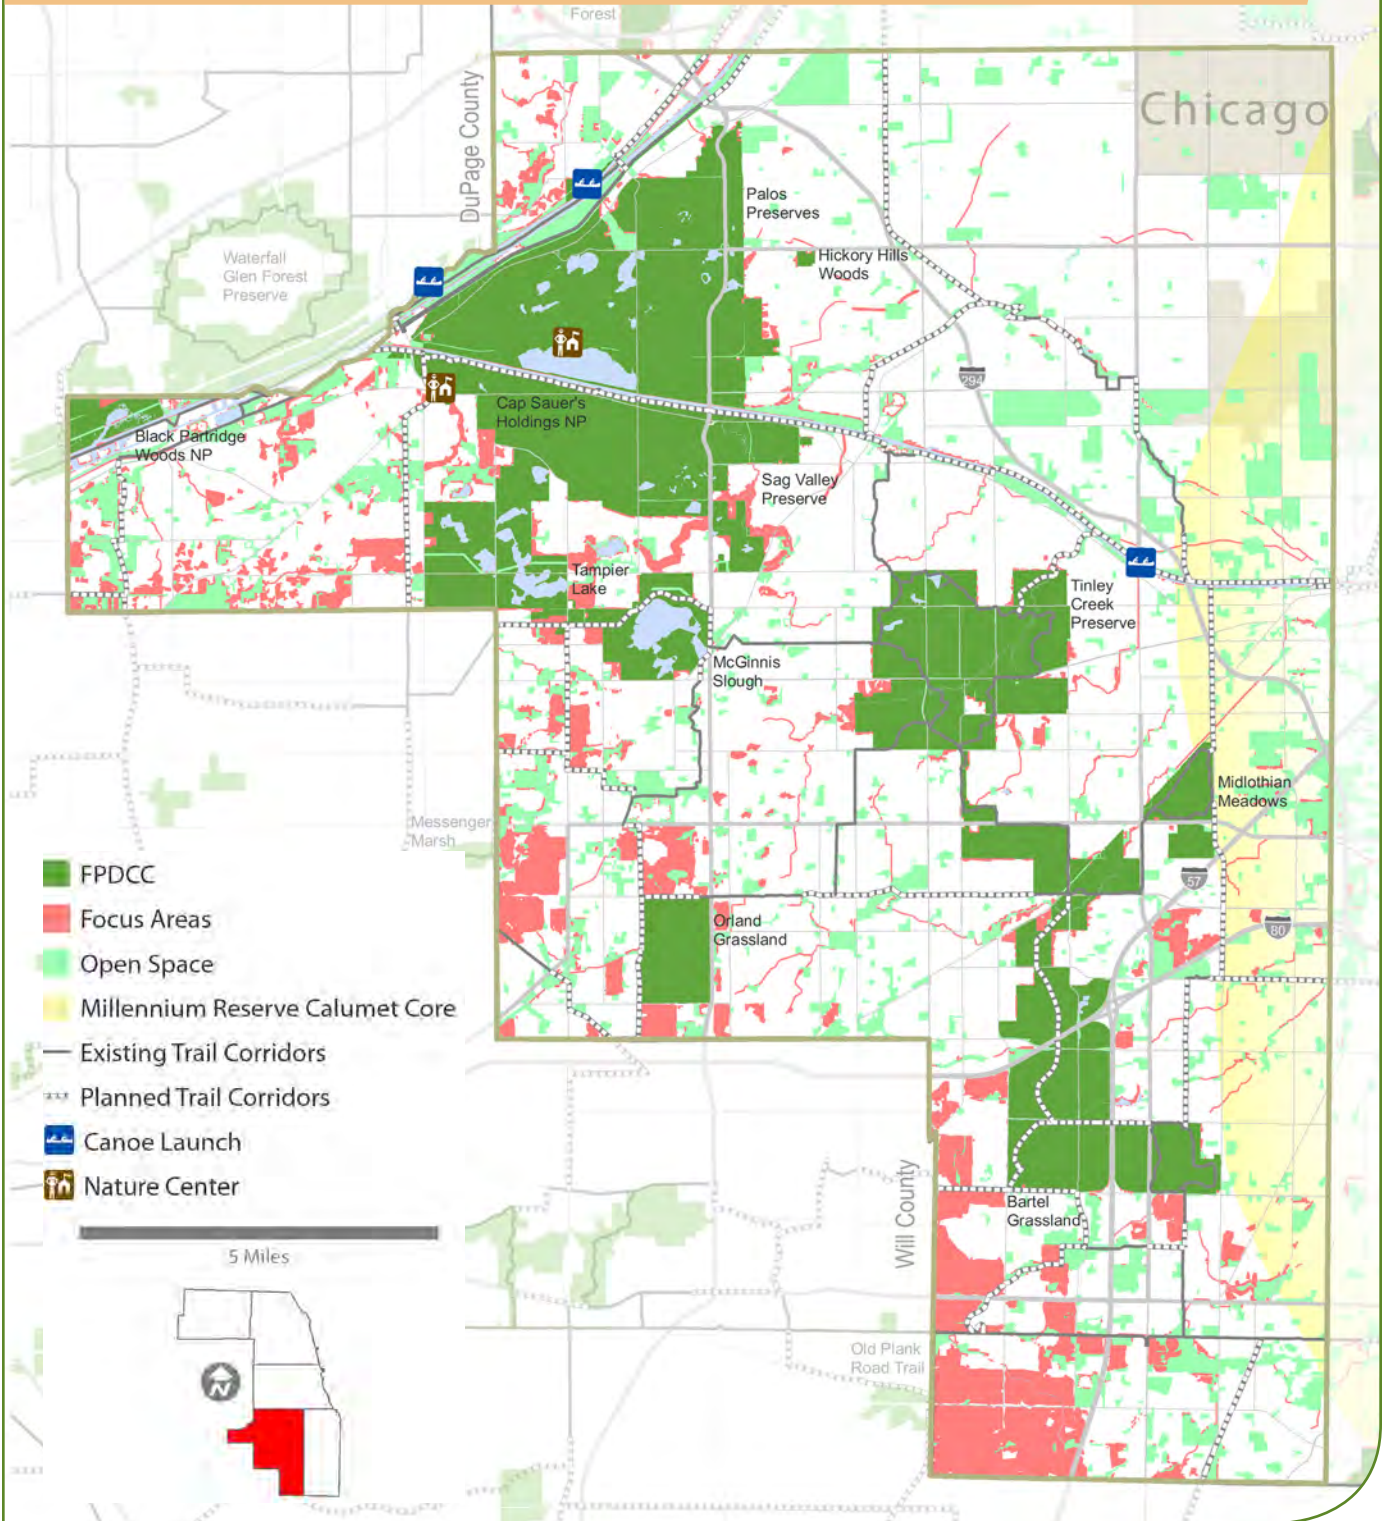 Forest
Chicago
DuPage County
Palos
Preserves
Hickory Hills
Woods
Waterfall
Glen Forest
Preserve
294
Cap Sauer's
Holdings NP
Black Partridge
Woods NP
Sag Valley
Preserve
Tampier
Lake
Tinley
Creek
Preserve
McGinnis
Slough
Midlothian
Meadows
Messenger
Marsh
57
80
Orland
Grassland
FPDCC
Focus Areas
Open Space
Millennium Reserve Calumet Core
Existing Trail Corridors
Planned Trail Corridors
Canoe Launch
Nature Center
5 Miles
Will County
Bartel
Grassland
Old Plank
Road Trail
N